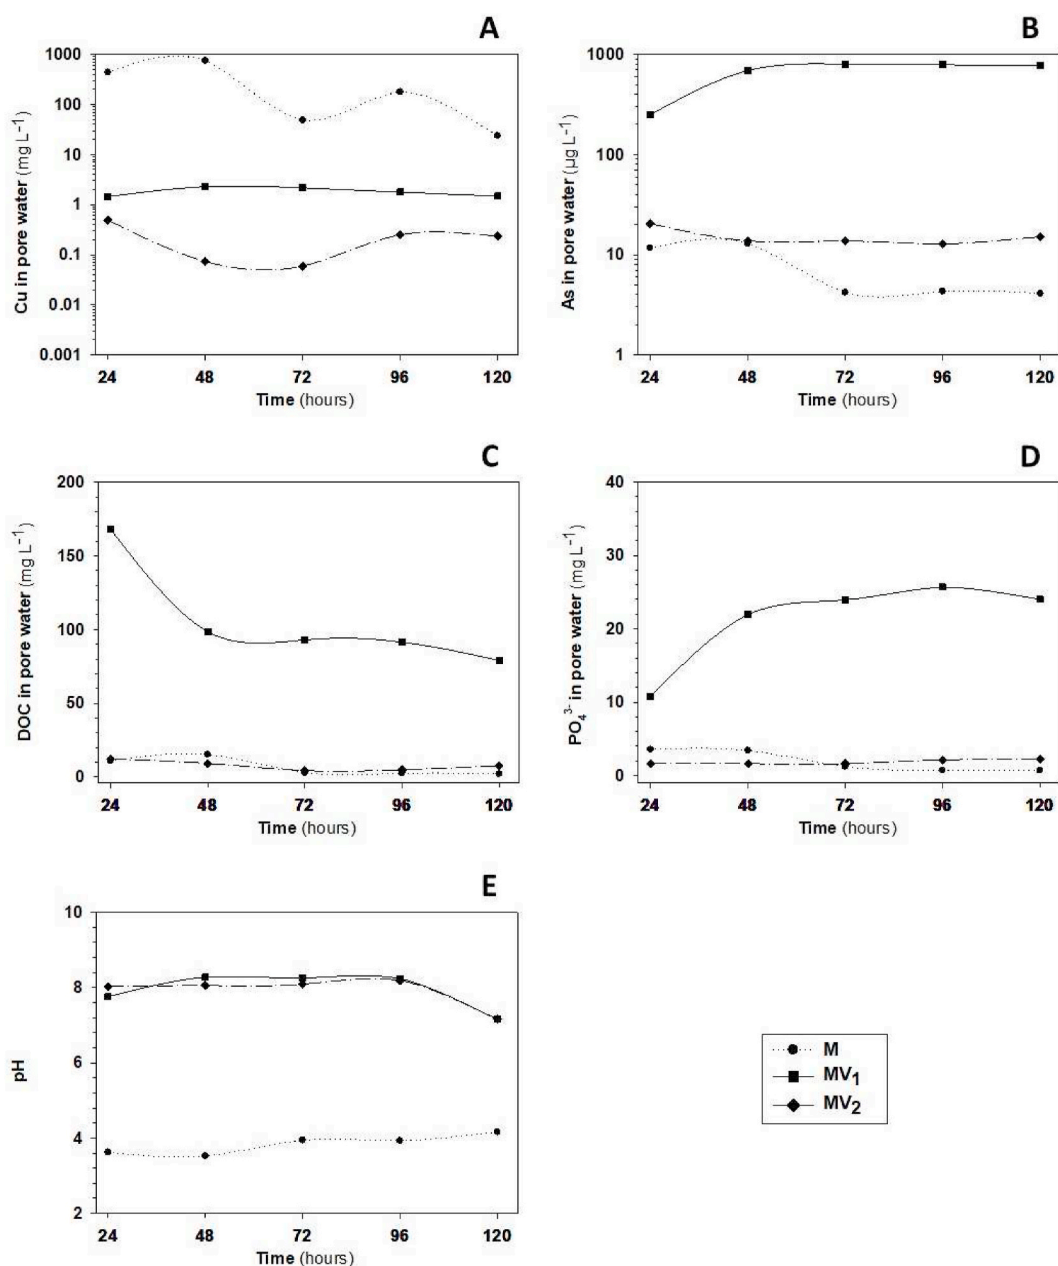 A
Cu in pore water (mg L⁻¹)
1000
100
10
1
0.1
0.01
0.001
24 48 72 96 120
Time (hours)
B
As in pore water (µg L⁻¹)
1000
100
10
1
24 48 72 96 120
Time (hours)
C
DOC in pore water (mg L⁻¹)
200
150
100
50
0
24 48 72 96 120
Time (hours)
D
PO₄³⁻ in pore water (mg L⁻¹)
40
30
20
10
0
24 48 72 96 120
Time (hours)
E
pH
10
8
6
4
2
24 48 72 96 120
Time (hours)
M
MV₁
MV₂